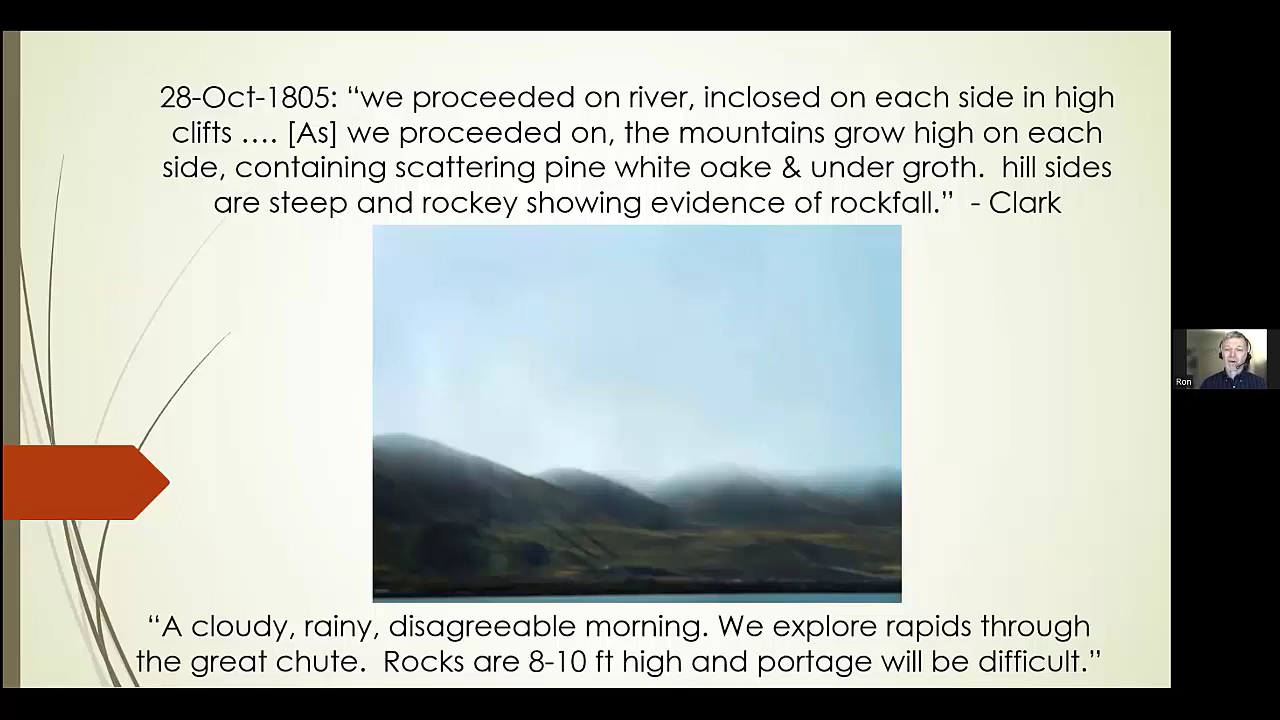 28-Oct-1805: “we proceeded on river, inclosed on each side in high
clifts …. [As] we proceeded on, the mountains grow high on each
side, containing scattering pine white oake & under groth.  hill sides
are steep and rockey showing evidence of rockfall.”  - Clark
Ron
“A cloudy, rainy, disagreeable morning. We explore rapids through
the great chute.  Rocks are 8-10 ft high and portage will be difficult.”